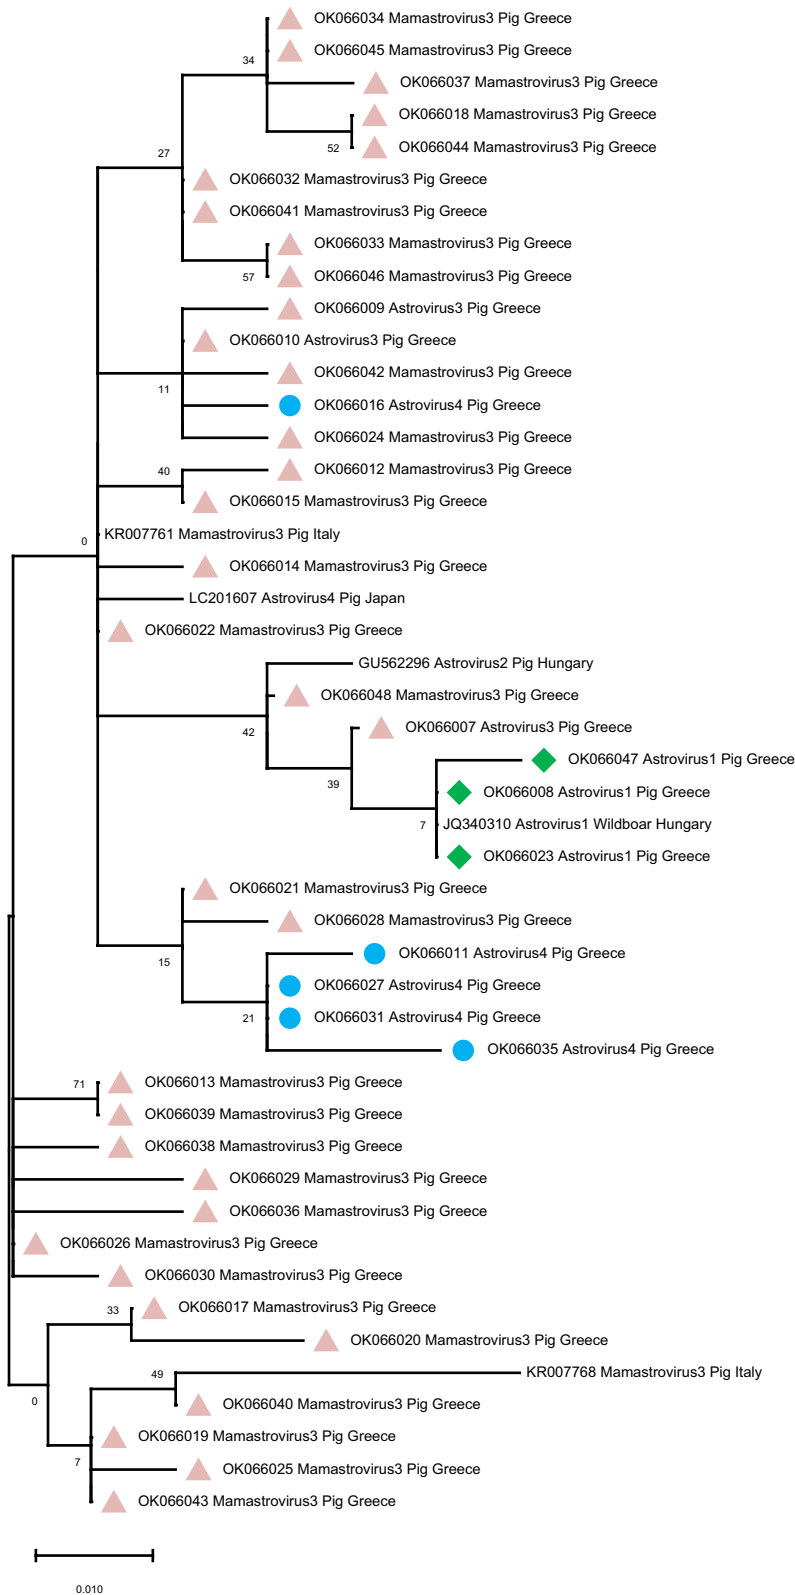 OK066034 Mamastrovirus3 Pig Greece
34
OK066045 Mamastrovirus3 Pig Greece
OK066037 Mamastrovirus3 Pig Greece
OK066018 Mamastrovirus3 Pig Greece
52
OK066044 Mamastrovirus3 Pig Greece
27
OK066032 Mamastrovirus3 Pig Greece
OK066041 Mamastrovirus3 Pig Greece
OK066033 Mamastrovirus3 Pig Greece
57
OK066046 Mamastrovirus3 Pig Greece
OK066009 Astrovirus3 Pig Greece
OK066010 Astrovirus3 Pig Greece
OK066042 Mamastrovirus3 Pig Greece
11
OK066016 Astrovirus4 Pig Greece
OK066024 Mamastrovirus3 Pig Greece
40
OK066012 Mamastrovirus3 Pig Greece
OK066015 Mamastrovirus3 Pig Greece
0
KR007761 Mamastrovirus3 Pig Italy
OK066014 Mamastrovirus3 Pig Greece
LC201607 Astrovirus4 Pig Japan
OK066022 Mamastrovirus3 Pig Greece
GU562296 Astrovirus2 Pig Hungary
OK066048 Mamastrovirus3 Pig Greece
42
OK066007 Astrovirus3 Pig Greece
OK066047 Astrovirus1 Pig Greece
39
OK066008 Astrovirus1 Pig Greece
7
JQ340310 Astrovirus1 Wildboar Hungary
OK066023 Astrovirus1 Pig Greece
OK066021 Mamastrovirus3 Pig Greece
OK066028 Mamastrovirus3 Pig Greece
15
OK066011 Astrovirus4 Pig Greece
OK066027 Astrovirus4 Pig Greece
21
OK066031 Astrovirus4 Pig Greece
OK066035 Astrovirus4 Pig Greece
71
OK066013 Mamastrovirus3 Pig Greece
OK066039 Mamastrovirus3 Pig Greece
OK066038 Mamastrovirus3 Pig Greece
OK066029 Mamastrovirus3 Pig Greece
OK066036 Mamastrovirus3 Pig Greece
OK066026 Mamastrovirus3 Pig Greece
OK066030 Mamastrovirus3 Pig Greece
33
OK066017 Mamastrovirus3 Pig Greece
OK066020 Mamastrovirus3 Pig Greece
49
KR007768 Mamastrovirus3 Pig Italy
0
OK066040 Mamastrovirus3 Pig Greece
OK066019 Mamastrovirus3 Pig Greece
7
OK066025 Mamastrovirus3 Pig Greece
OK066043 Mamastrovirus3 Pig Greece
0.010